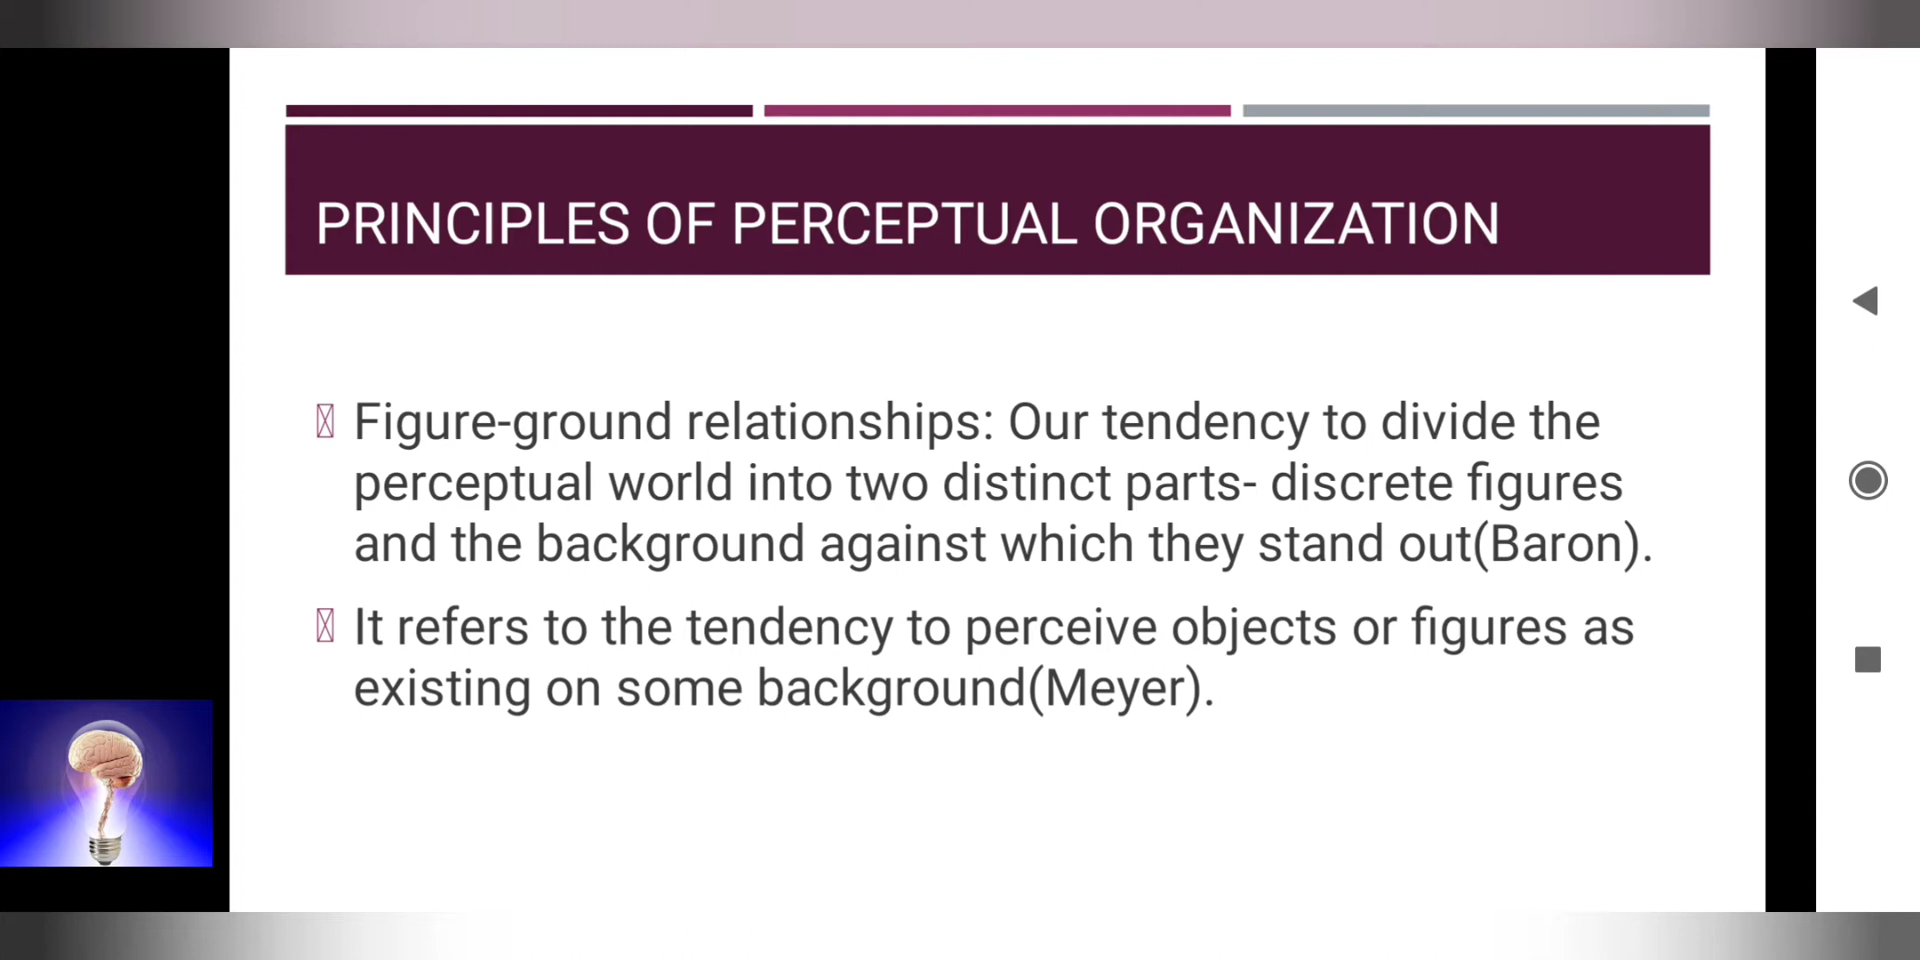 PRINCIPLES OF PERCEPTUAL ORGANIZATION
Figure-ground relationships: Our tendency to divide the
perceptual world into two distinct parts- discrete figures
and the background against which they stand out(Baron).
It refers to the tendency to perceive objects or figures as
existing on some background(Meyer).